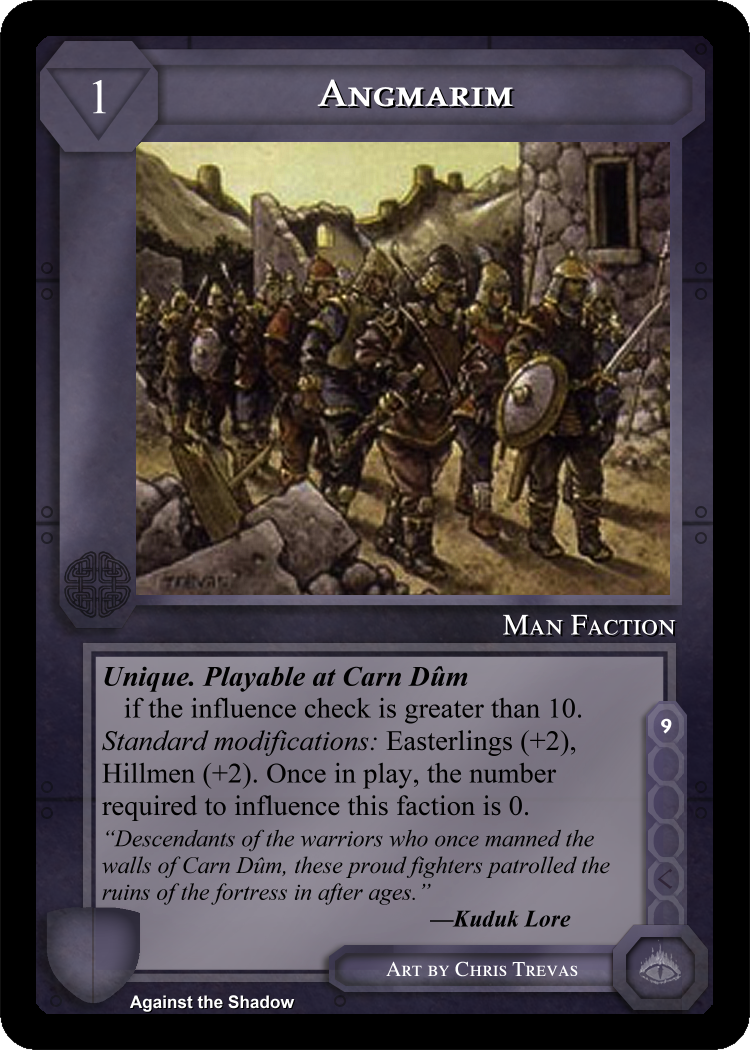 1
Angmarim
TREVAS
Man Faction
Unique. Playable at Carn Dûm
if the influence check is greater than 10.
Standard modifications: Easterlings (+2),
Hillmen (+2). Once in play, the number
required to influence this faction is 0.
“Descendants of the warriors who once manned the
walls of Carn Dûm, these proud fighters patrolled the
ruins of the fortress in after ages.”
—Kuduk Lore
9
Art by Chris Trevas
Against the Shadow